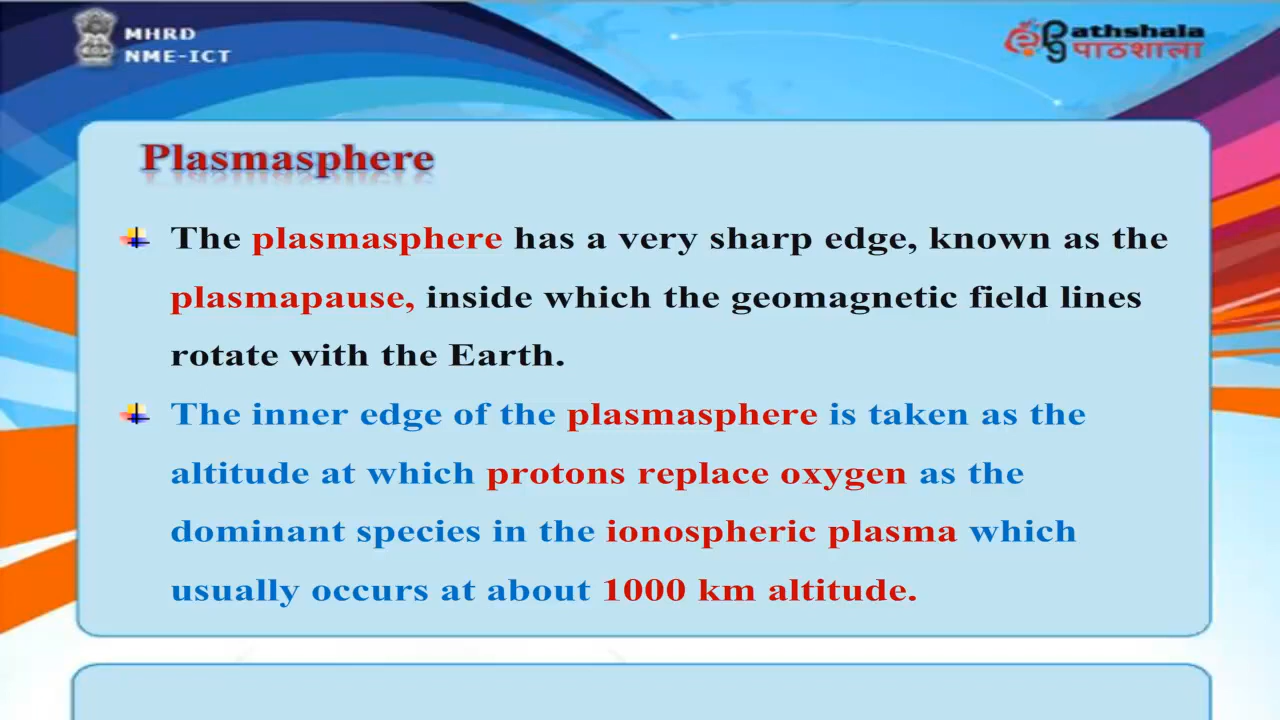 MHRD
NME-ICT
epg athshala
पाठशाला
Plasmasphere
The plasmasphere has a very sharp edge, known as the
plasmapause, inside which the geomagnetic field lines
rotate with the Earth.
The inner edge of the plasmasphere is taken as the
altitude at which protons replace oxygen as the
dominant species in the ionospheric plasma which
usually occurs at about 1000 km altitude.